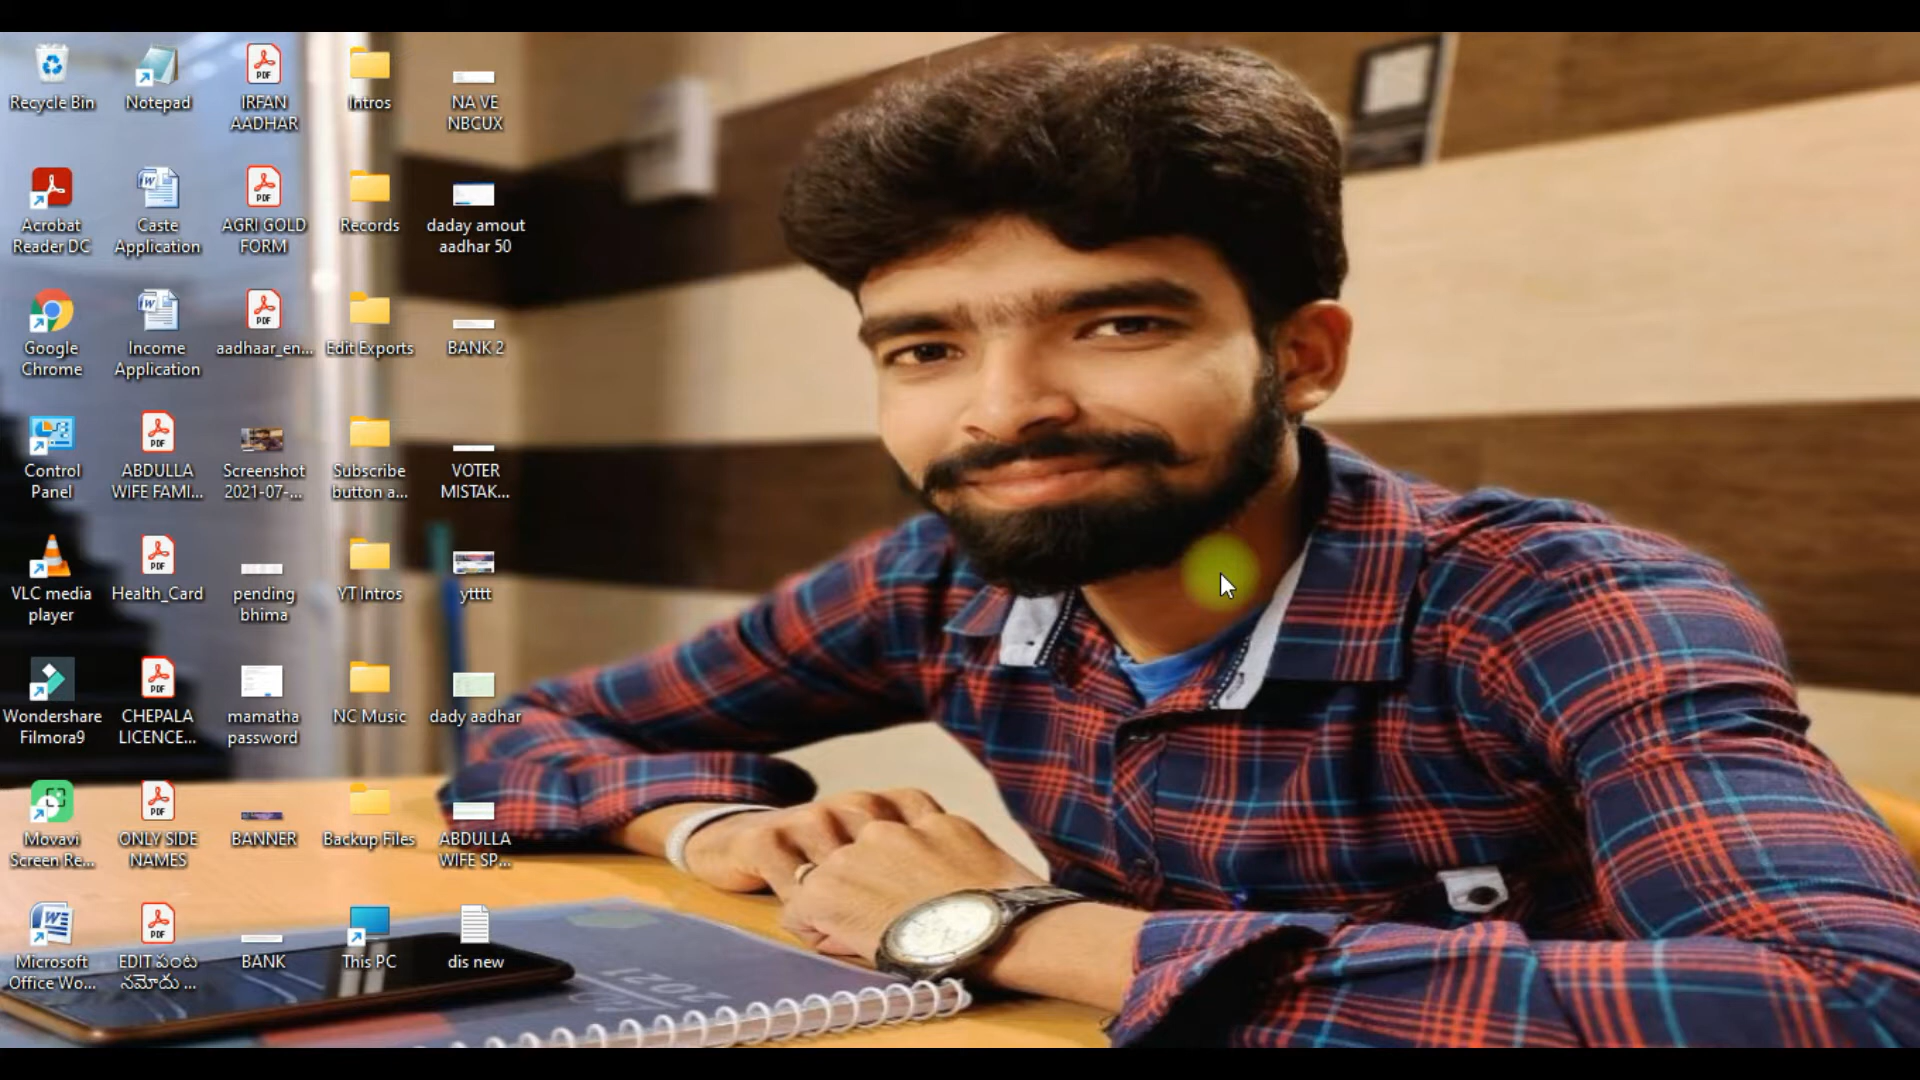 Recycle Bin
Notepad
IRFAN
AADHAR
Intros
NA VE
NBCUX
Acrobat
Reader DC
Caste
Application
AGRI GOLD
FORM
Records
daday amout
aadhar 50
Google
Chrome
Income
Application
aadhaar_en...
Edit Exports
BANK 2
Control
Panel
ABDULLA
WIFE FAMI...
Screenshot
2021-07-...
Subscribe
button a...
VOTER
MISTAK...
VLC media
player
Health_Card
pending
bhima
YT Intros
ytttt
Wondershare
Filmora9
CHEPALA
LICENCE...
mamatha
password
NC Music
dady aadhar
Movavi
Screen Re...
ONLY SIDE
NAMES
BANNER
Backup Files
ABDULLA
WIFE SP...
Microsoft
Office Wo...
EDIT పంట
నమోదు ...
BANK
This PC
dis new
2021